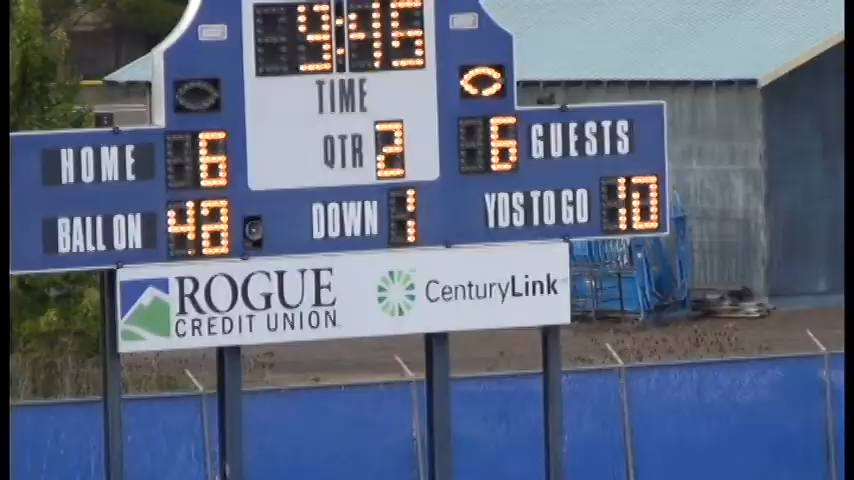 9:45
TIME
HOME 6 QTR 2 6 GUESTS
BALL ON 43 DOWN 1 YDS TO GO 10
ROGUE
CREDIT UNION
CenturyLink